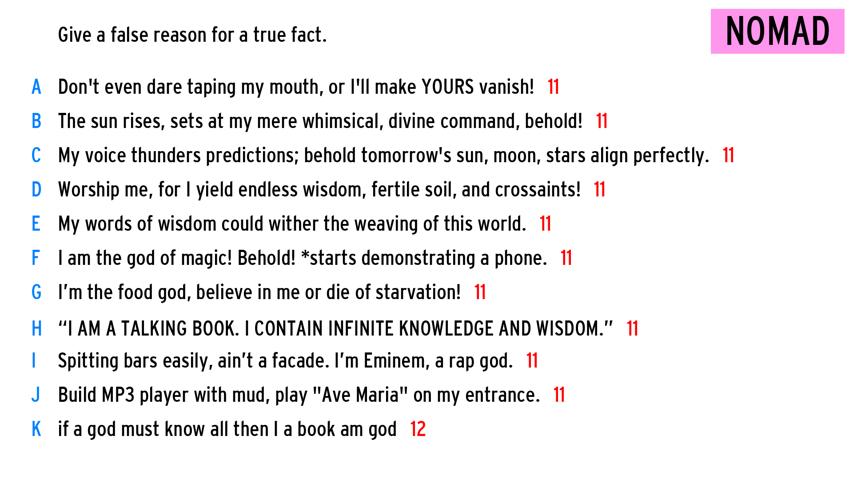 Give a false reason for a true fact.
NOMAD
A Don't even dare taping my mouth, or I'll make YOURS vanish! 11
B The sun rises, sets at my mere whimsical, divine command, behold! 11
C My voice thunders predictions; behold tomorrow's sun, moon, stars align perfectly. 11
D Worship me, for I yield endless wisdom, fertile soil, and crossaints! 11
E My words of wisdom could wither the weaving of this world. 11
F I am the god of magic! Behold! *starts demonstrating a phone. 11
G I’m the food god, believe in me or die of starvation! 11
H “I AM A TALKING BOOK. I CONTAIN INFINITE KNOWLEDGE AND WISDOM.” 11
I Spitting bars easily, ain’t a facade. I’m Eminem, a rap god. 11
J Build MP3 player with mud, play "Ave Maria" on my entrance. 11
K if a god must know all then I a book am god 12